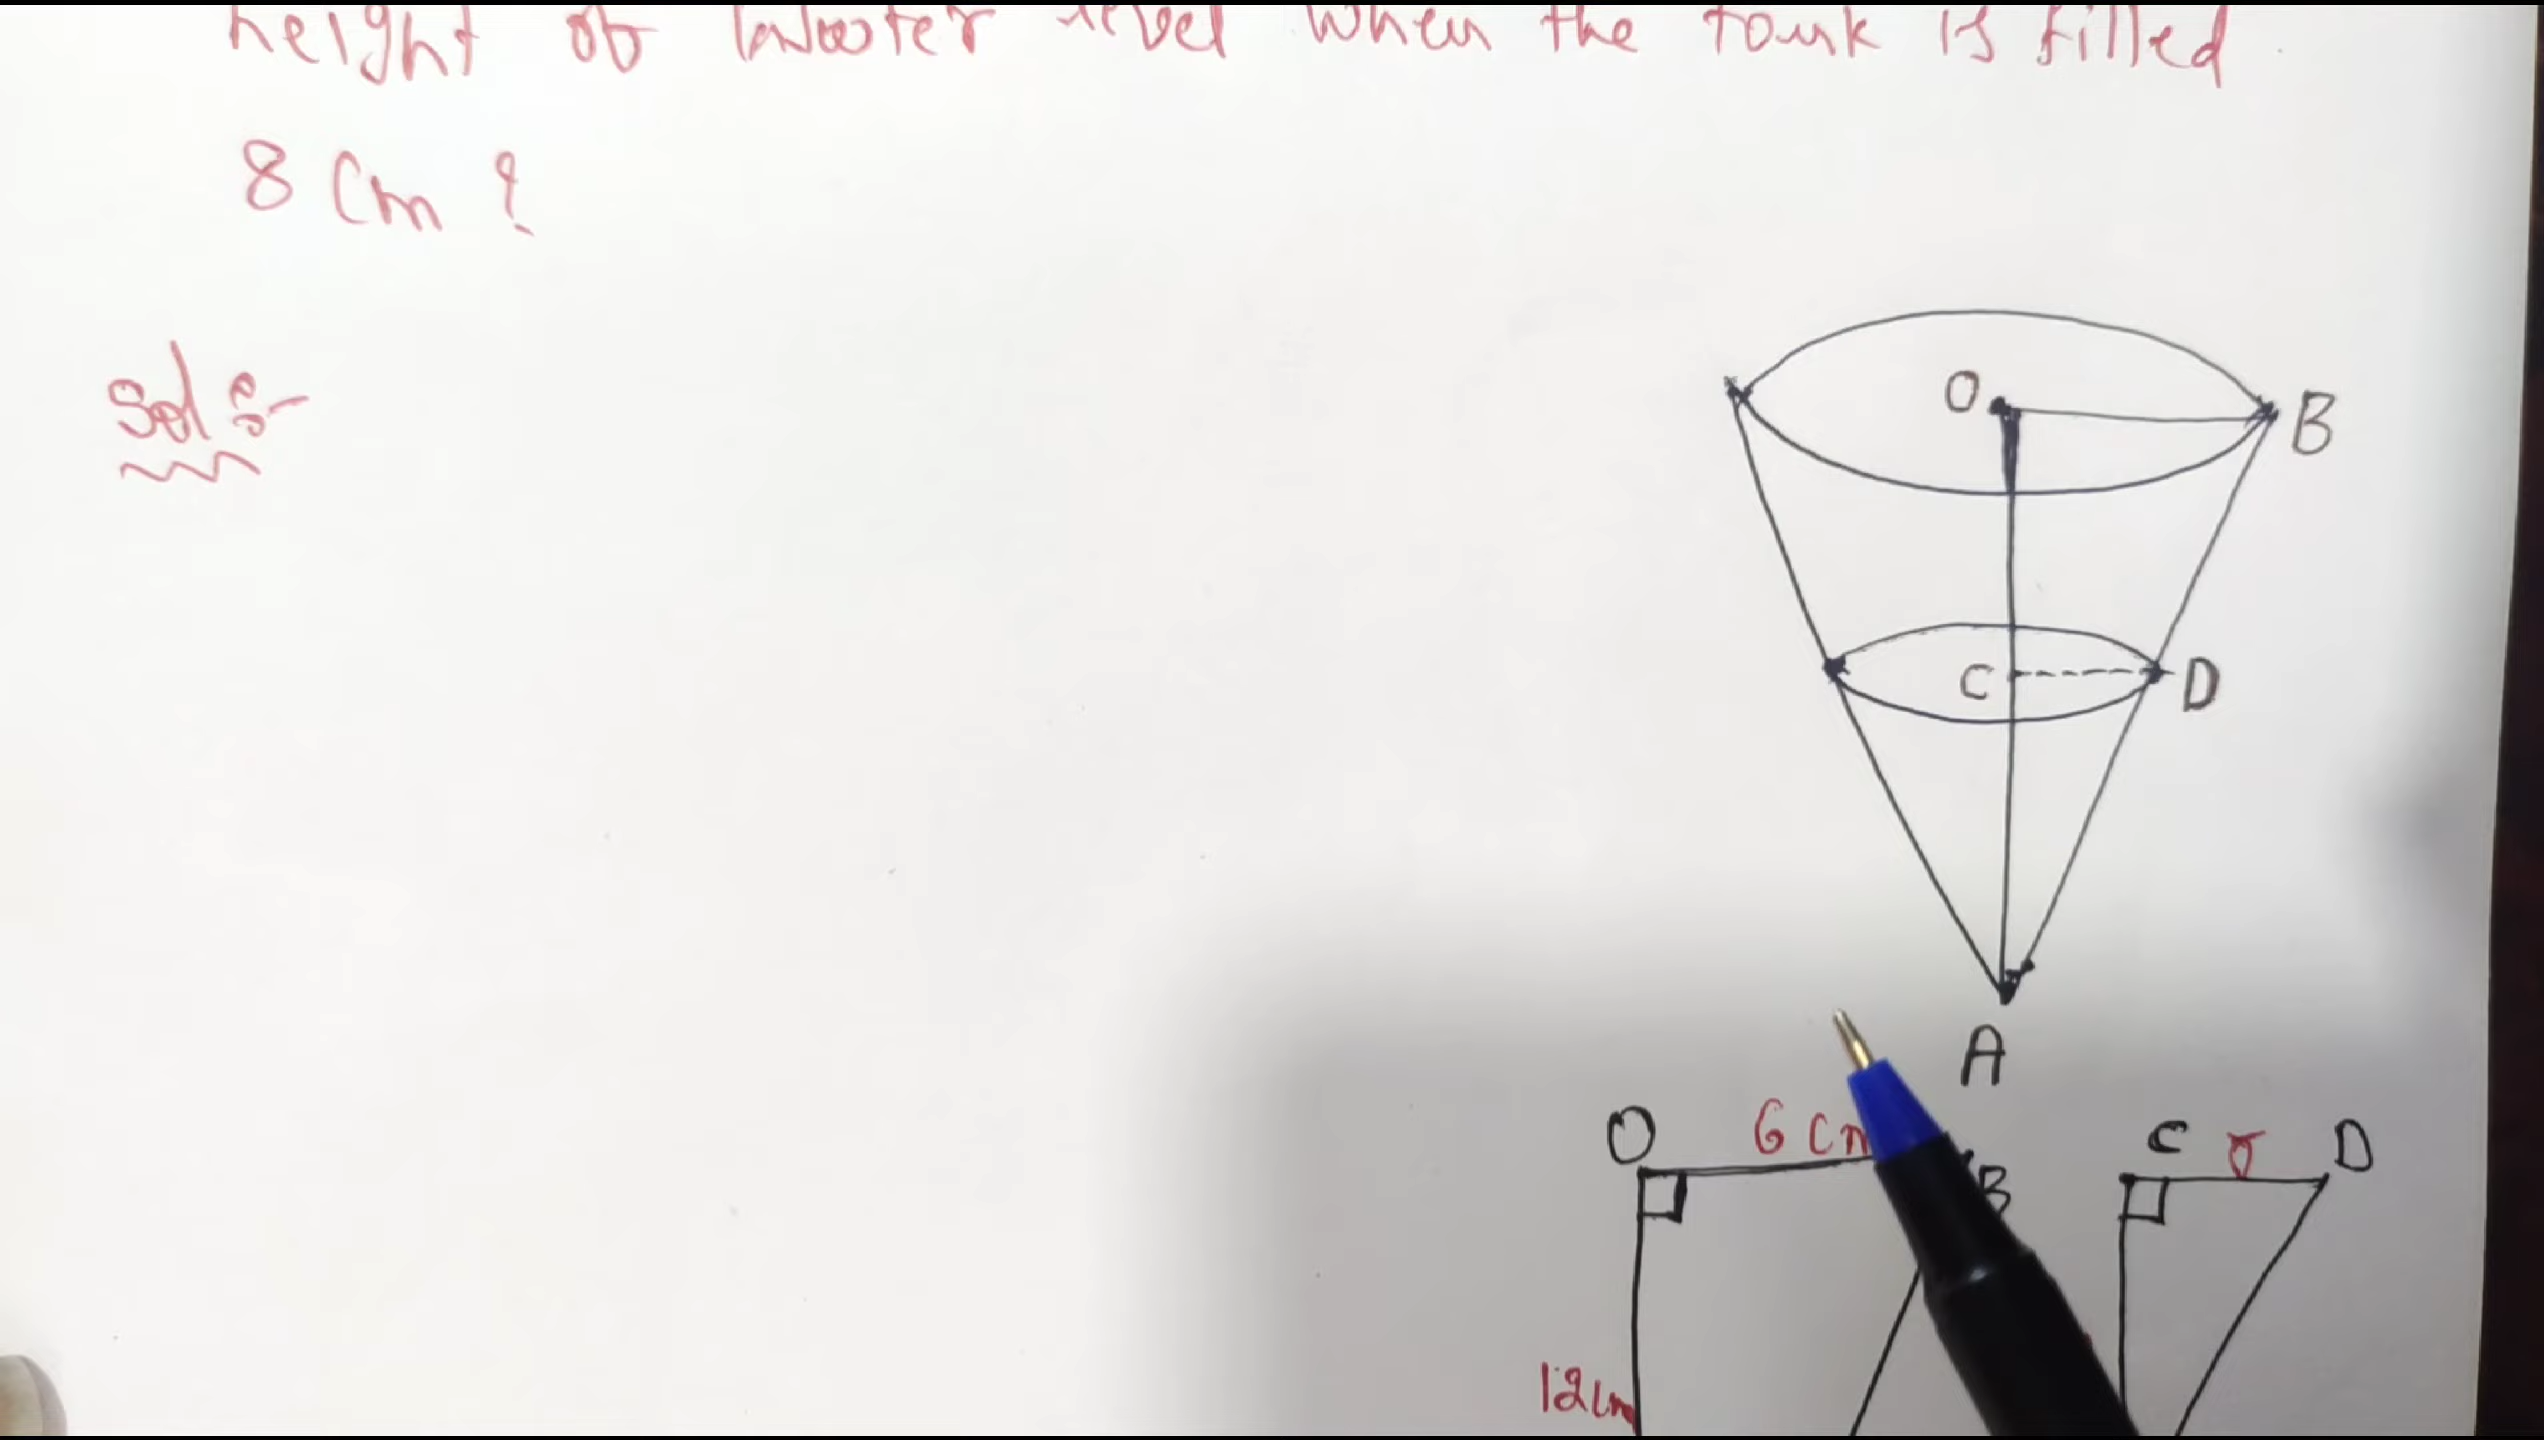 height of Water level when the tank is filled
8 Cm ?
Sol :-
O
B
C
D
A
O 6 Cm B
C r D
12Cm